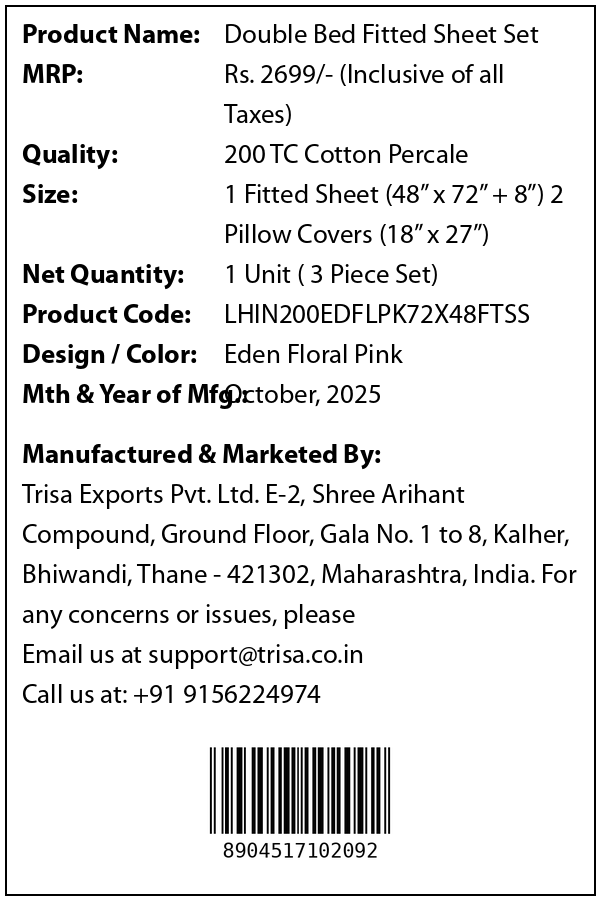 Product Name: Double Bed Fitted Sheet Set
MRP: Rs. 2699/- (Inclusive of all
Taxes)
Quality: 200 TC Cotton Percale
Size: 1 Fitted Sheet (48” x 72” + 8”) 2
Pillow Covers (18” x 27”)
Net Quantity: 1 Unit ( 3 Piece Set)
Product Code: LHIN200EDFLPK72X48FTSS
Design / Color: Eden Floral Pink
Mth & Year of Mfg.: October, 2025
Manufactured & Marketed By:
Trisa Exports Pvt. Ltd. E-2, Shree Arihant
Compound, Ground Floor, Gala No. 1 to 8, Kalher,
Bhiwandi, Thane - 421302, Maharashtra, India. For
any concerns or issues, please
Email us at support@trisa.co.in
Call us at: +91 9156224974
8904517102092